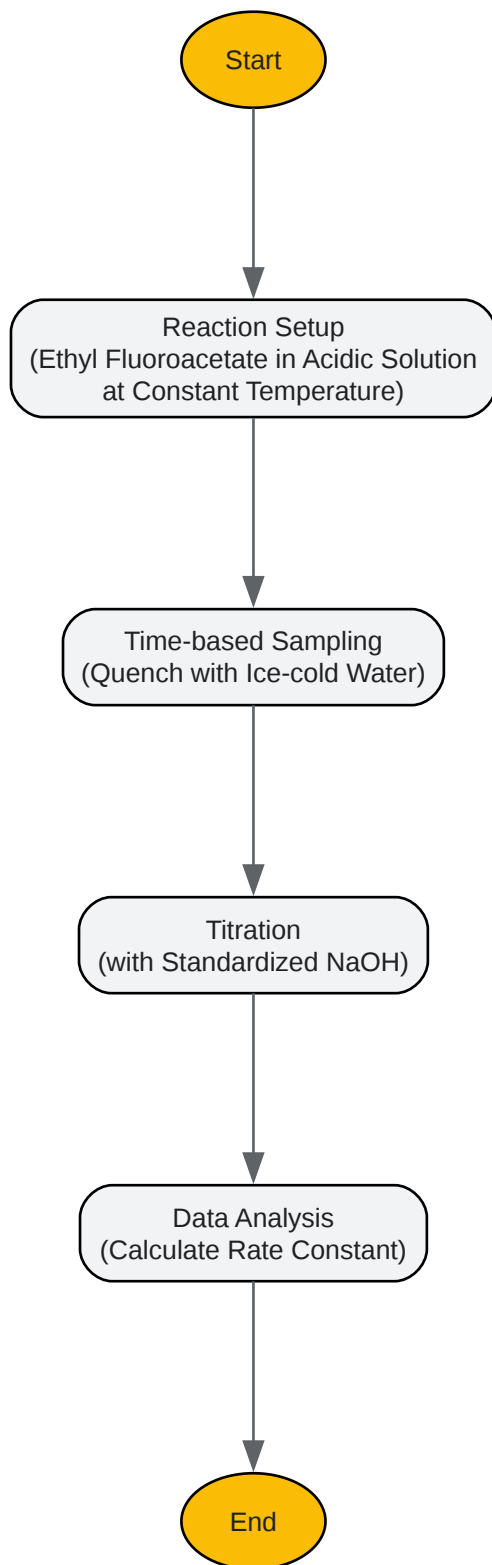 Start
Reaction Setup
(Ethyl Fluoroacetate in Acidic Solution
at Constant Temperature)
Time-based Sampling
(Quench with Ice-cold Water)
Titration
(with Standardized NaOH)
Data Analysis
(Calculate Rate Constant)
End